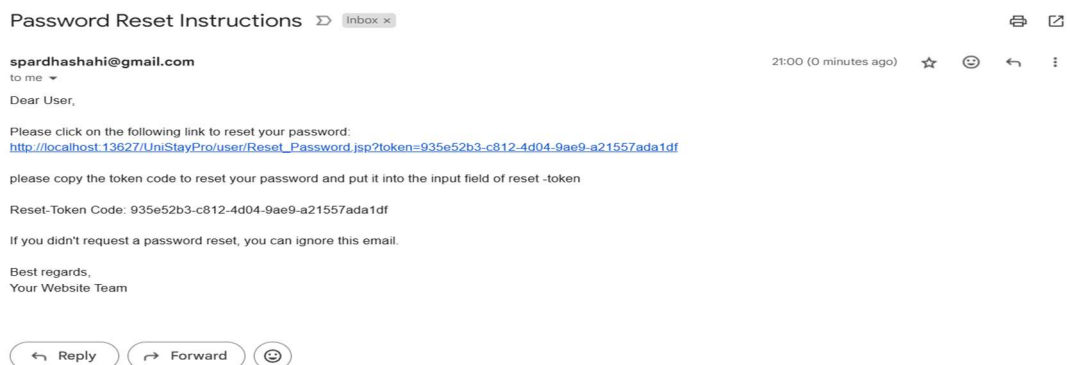 Password Reset Instructions Inbox ×
spardhashahi@gmail.com 21:00 (0 minutes ago)
to me
Dear User,
Please click on the following link to reset your password:
http://localhost:13627/UniStayPro/user/Reset_Password.jsp?token=935e52b3-c812-4d04-9ae9-a21557ada1df
please copy the token code to reset your password and put it into the input field of reset -token
Reset-Token Code: 935e52b3-c812-4d04-9ae9-a21557ada1df
If you didn't request a password reset, you can ignore this email.
Best regards,
Your Website Team
Reply Forward